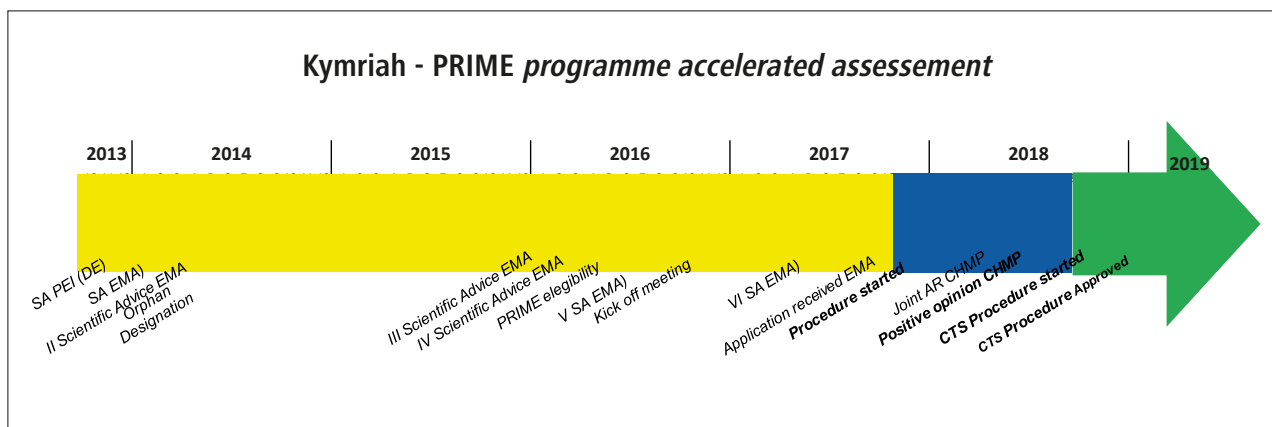 Kymriah - PRIME programme accelerated assessement
2013
2014
2015
2016
2017
2018
2019
SA PEI (DE)
SA EMA)
II Scientific Advice EMA
Orphan
Designation
III Scientific Advice EMA
IV Scientific Advice EMA
PRIME elegibility
V SA EMA)
Kick off meeting
VI SA EMA)
Application received EMA
Procedure started
Joint AR CHMP
Positive opinion CHMP
CTS Procedure started
CTS Procedure Approved